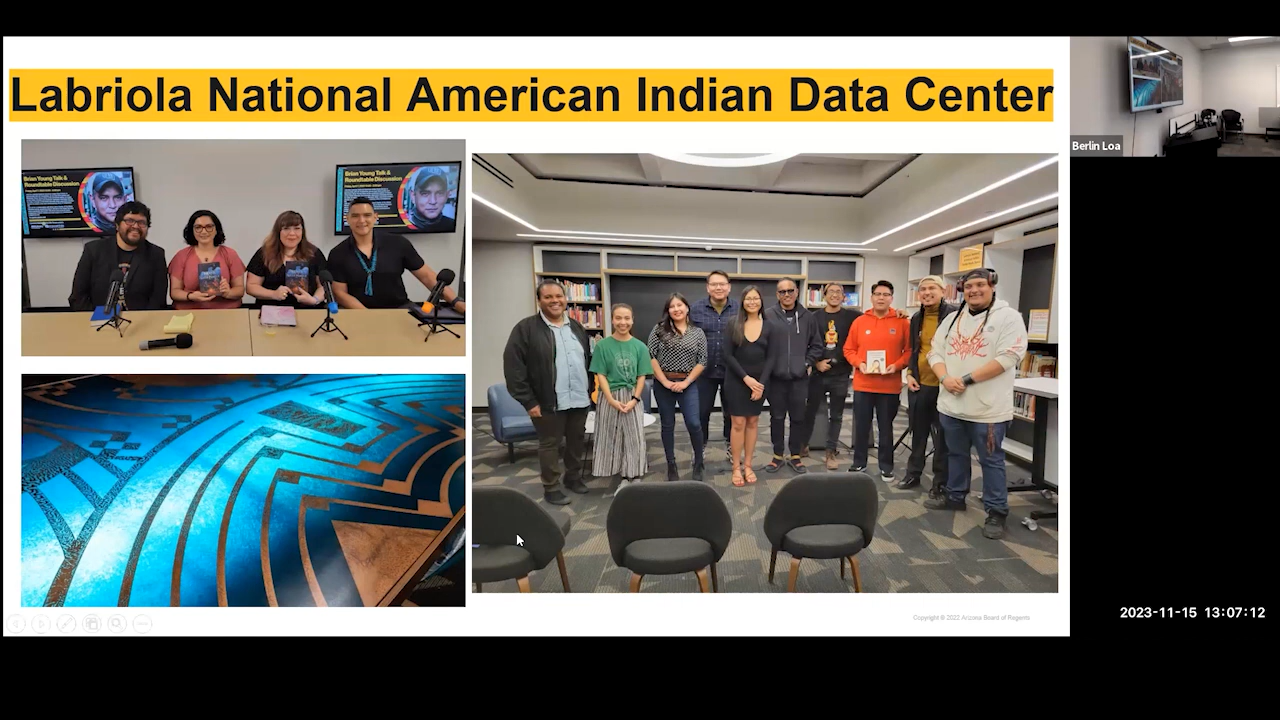 Labriola National American Indian Data Center
Berlin Loa
Brian Young Talk &
Roundtable Discussion
Brian Young Talk &
Roundtable Discussion
Copyright © 2022 Arizona Board of Regents
2023-11-15 13:07:12